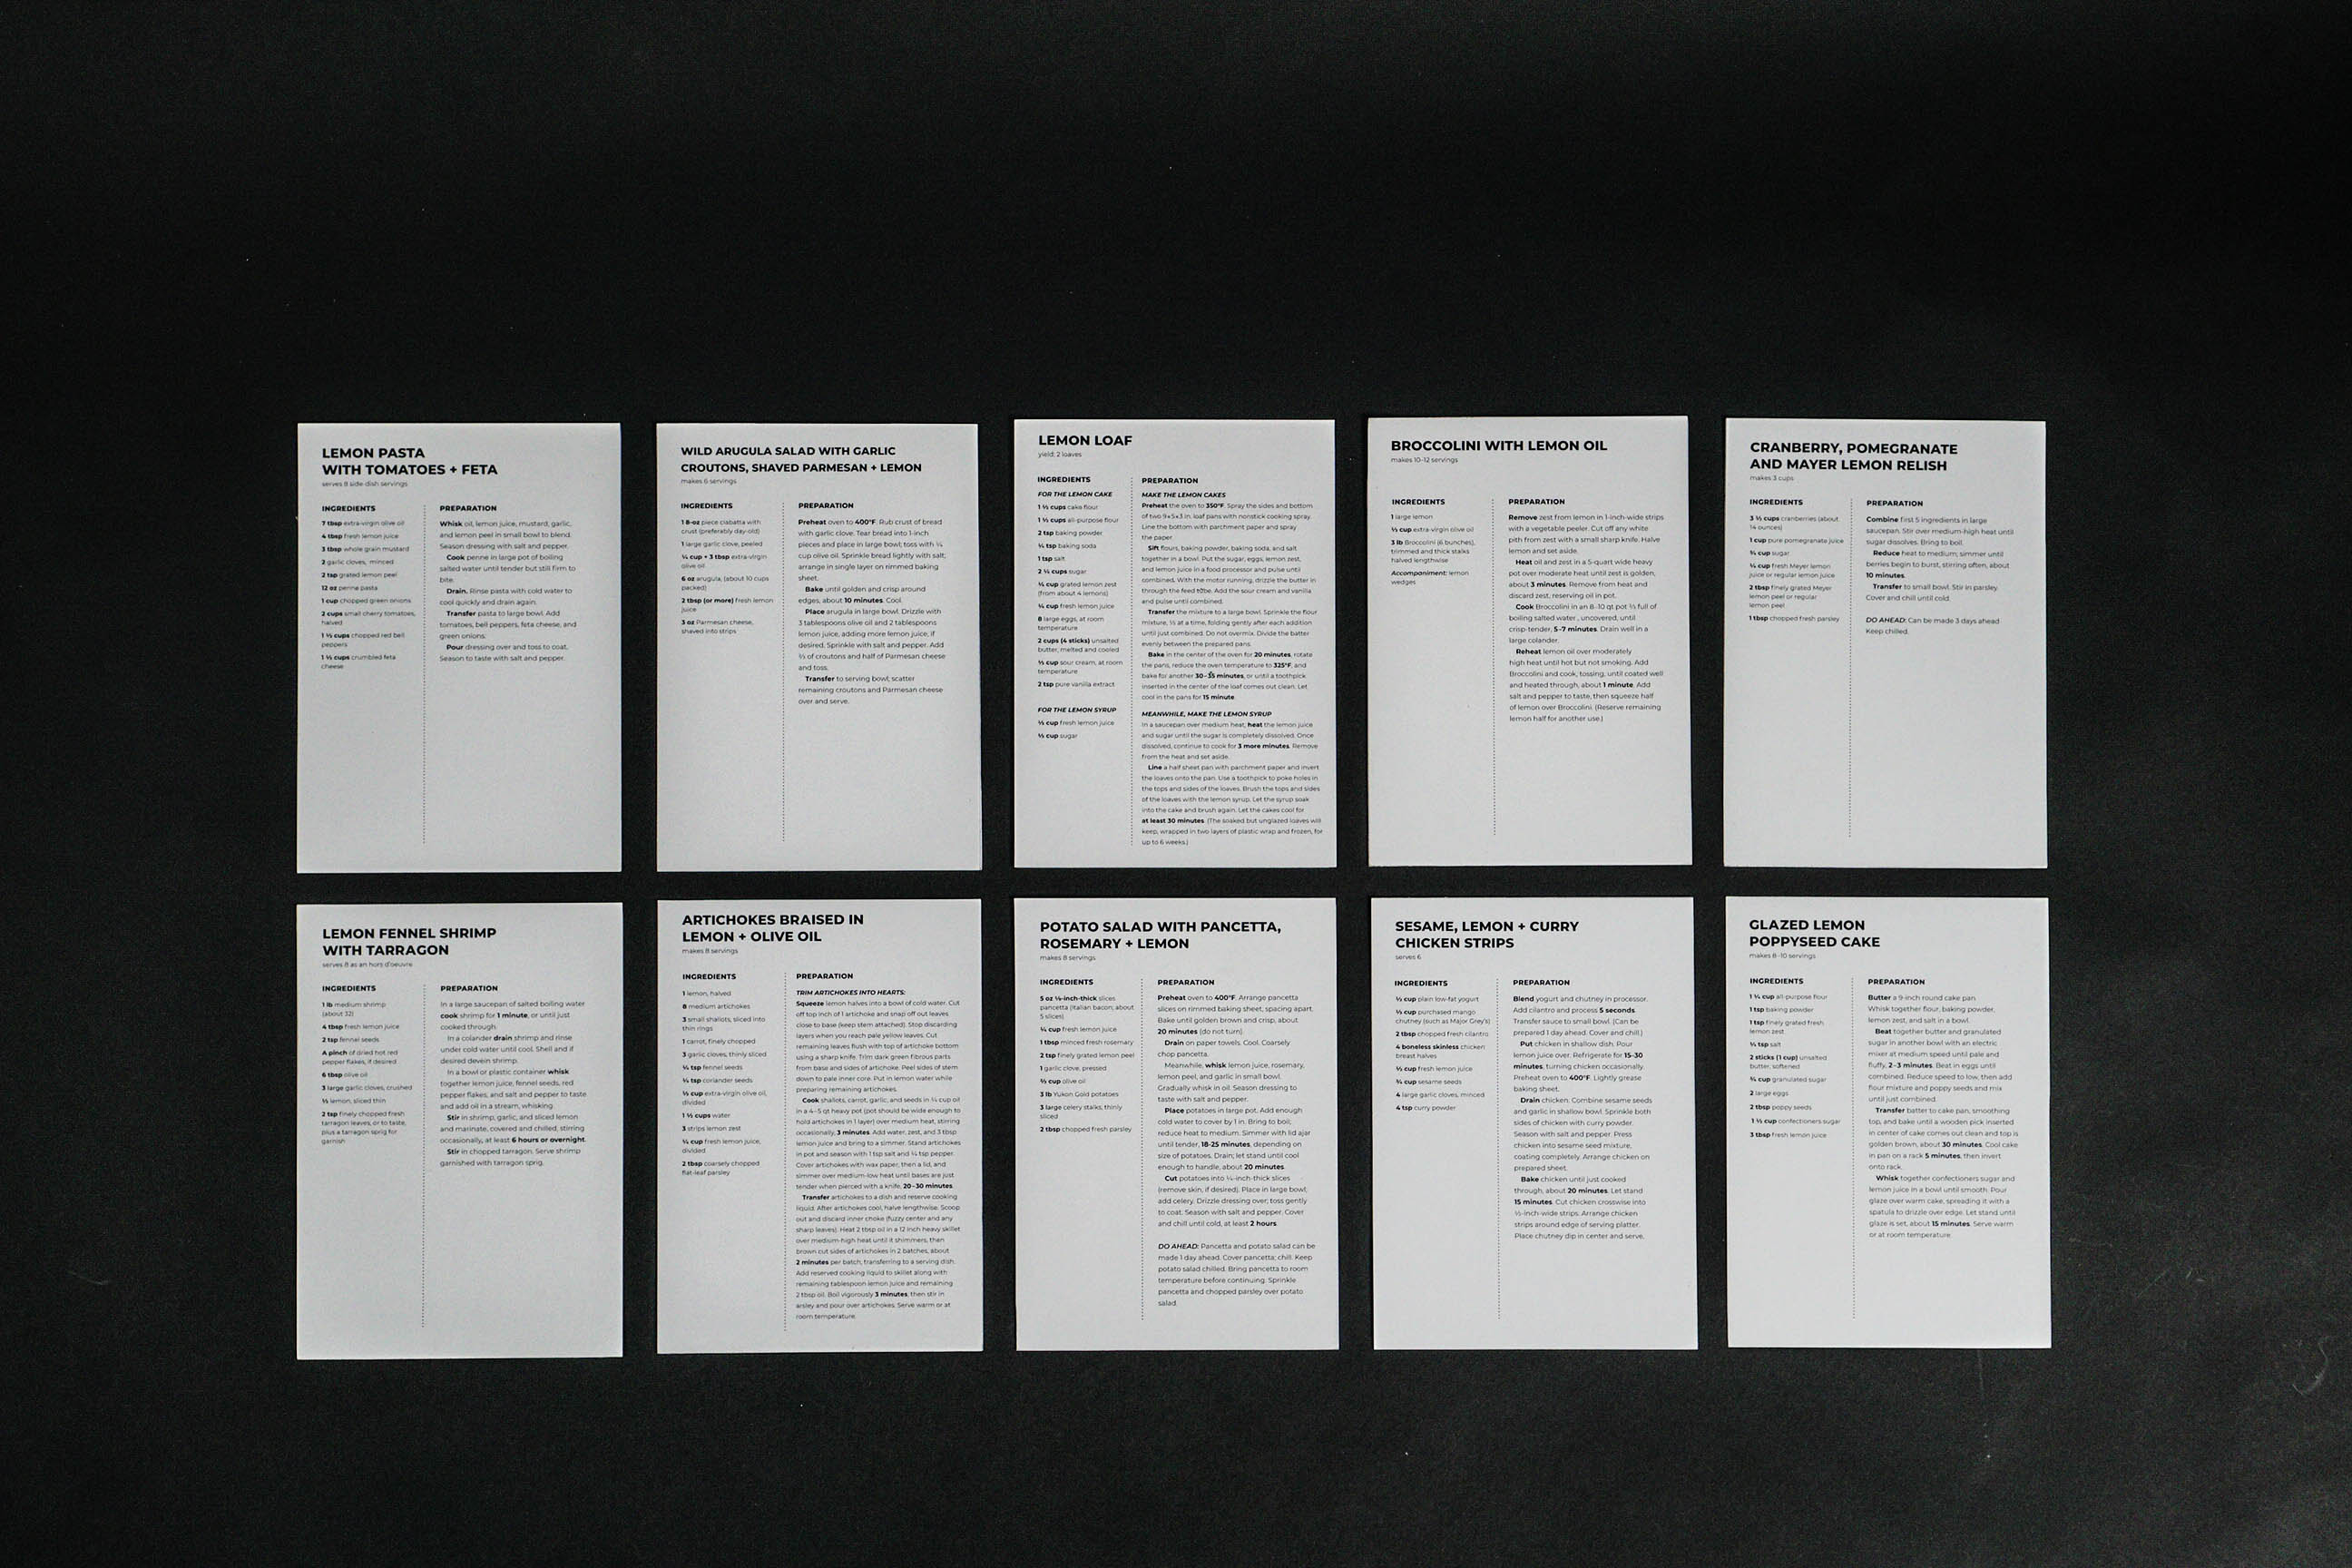 LEMON PASTA
WITH TOMATOES + FETA
serves 8 side-dish servings
INGREDIENTS
7 tbsp extra-virgin olive oil
4 tbsp fresh lemon juice
3 tbsp whole grain mustard
2 garlic cloves, minced
2 tsp grated lemon peel
12 oz penne pasta
1 cup chopped green onions
2 cups small cherry tomatoes,
halved
1 ½ cups chopped red bell
peppers
1 ½ cups crumbled feta
cheese
PREPARATION
Whisk oil, lemon juice, mustard, garlic,
and lemon peel in small bowl to blend.
Season dressing with salt and pepper.
Cook penne in large pot of boiling
salted water until tender but still firm to
bite.
Drain. Rinse pasta with cold water to
cool quickly and drain again.
Transfer pasta to large bowl. Add
tomatoes, bell peppers, feta cheese, and
green onions.
Pour dressing over and toss to coat.
Season to taste with salt and pepper.
WILD ARUGULA SALAD WITH GARLIC
CROUTONS, SHAVED PARMESAN + LEMON
makes 6 servings
INGREDIENTS
1 8-oz piece ciabatta with
crust (preferably day-old)
1 large garlic clove, peeled
¼ cup + 3 tbsp extra-virgin
olive oil
6 oz arugula, (about 10 cups
packed)
2 tbsp (or more) fresh lemon
juice
3 oz Parmesan cheese,
shaved into strips
PREPARATION
Preheat oven to 400°F. Rub crust of bread
with garlic clove. Tear bread into 1-inch
pieces and place in large bowl; toss with ¼
cup olive oil. Sprinkle bread lightly with salt;
arrange in single layer on rimmed baking
sheet.
Bake until golden and crisp around
edges, about 10 minutes. Cool.
Place arugula in large bowl. Drizzle with
3 tablespoons olive oil and 2 tablespoons
lemon juice, adding more lemon juice, if
desired. Sprinkle with salt and pepper. Add
of croutons and half of Parmesan cheese
and toss.
Transfer to serving bowl; scatter
remaining croutons and Parmesan cheese
over and serve.
LEMON LOAF
yield: 2 loaves
INGREDIENTS
FOR THE LEMON CAKE
1 ½ cups cake flour
1 ½ cups all-purpose flour
2 tsp baking powder
¼ tsp baking soda
1 tsp salt
2 ¼ cups sugar
¼ cup grated lemon zest
(from about 4 lemons)
¼ cup fresh lemon juice
8 large eggs, at room
temperature
2 cups (4 sticks) unsalted
butter, melted and cooled
½ cup sour cream, at room
temperature
2 tsp pure vanilla extract
FOR THE LEMON SYRUP
cup fresh lemon juice
cup sugar
PREPARATION
MAKE THE LEMON CAKES
Preheat the oven to 350°F. Spray the sides and bottom
of two 9×5×3 in. loaf pans with nonstick cooking spray.
Line the bottom with parchment paper and spray
the paper.
Sift flours, baking powder, baking soda, and salt
together in a bowl. Put the sugar, eggs, lemon zest,
and lemon juice in a food processor and pulse until
combined. With the motor running, drizzle the butter in
through the feed tube. Add the sour cream and vanilla
and pulse until combined.
Transfer the mixture to a large bowl. Sprinkle the flour
mixture, ⅓ at a time, folding gently after each addition
until just combined. Do not overmix. Divide the batter
evenly between the prepared pans.
Bake in the center of the oven for 20 minutes, rotate
the pans, reduce the oven temperature to 325°F, and
bake for another 30–35 minutes, or until a toothpick
inserted in the center of the loaf comes out clean. Let
cool in the pans for 15 minute.
MEANWHILE, MAKE THE LEMON SYRUP
In a saucepan over medium heat, heat the lemon juice
and sugar until the sugar is completely dissolved. Once
dissolved, continue to cook for 3 more minutes. Remove
from the heat and set aside.
Line a half sheet pan with parchment paper and invert
the loaves onto the pan. Use a toothpick to poke holes in
the tops and sides of the loaves. Brush the tops and sides
of the loaves with the lemon syrup. Let the syrup soak
into the cake and brush again. Let the cakes cool for
at least 30 minutes. (The soaked but unglazed loaves will
keep, wrapped in two layers of plastic wrap and frozen, for
up to 6 weeks.)
BROCCOLINI WITH LEMON OIL
makes 10–12 servings
INGREDIENTS
1 large lemon
cup extra-virgin olive oil
3 lb Broccolini (6 bunches),
trimmed and thick stalks
halved lengthwise
Accompaniment: lemon
wedges
PREPARATION
Remove zest from lemon in 1-inch-wide strips
with a vegetable peeler. Cut off any white
pith from zest with a small sharp knife. Halve
lemon and set aside.
Heat oil and zest in a 5-quart wide heavy
pot over moderate heat until zest is golden,
about 3 minutes. Remove from heat and
discard zest, reserving oil in pot.
Cook Broccolini in an 8–10 qt pot ⅔ full of
boiling salted water , uncovered, until
crisp-tender, 5–7 minutes. Drain well in a
large colander.
Reheat lemon oil over moderately
high heat until hot but not smoking. Add
Broccolini and cook, tossing, until coated well
and heated through, about 1 minute. Add
salt and pepper to taste, then squeeze half
of lemon over Broccolini. (Reserve remaining
lemon half for another use.)
CRANBERRY, POMEGRANATE
AND MAYER LEMON RELISH
makes 3 cups
INGREDIENTS
3 ½ cups cranberries (about
14 ounces)
1 cup pure pomegranate juice
¾ cup sugar
¼ cup fresh Meyer lemon
juice or regular lemon juice
2 tbsp finely grated Meyer
lemon peel or regular
lemon peel
1 tbsp chopped fresh parsley
PREPARATION
Combine first 5 ingredients in large
saucepan. Stir over medium-high heat until
sugar dissolves. Bring to boil.
Reduce heat to medium; simmer until
berries begin to burst, stirring often, about
10 minutes.
Transfer to small bowl. Stir in parsley.
Cover and chill until cold.
DO AHEAD: Can be made 3 days ahead
Keep chilled.
LEMON FENNEL SHRIMP
WITH TARRAGON
serves 8 as an hors d'oeuvre
INGREDIENTS
1 lb medium shrimp
(about 32)
4 tbsp fresh lemon juice
2 tsp fennel seeds
A pinch of dried hot red
pepper flakes, if desired
6 tbsp olive oil
3 large garlic cloves, crushed
½ lemon, sliced thin
2 tsp finely chopped fresh
tarragon leaves, or to taste,
plus a tarragon sprig for
garnish
PREPARATION
In a large saucepan of salted boiling water
cook shrimp for 1 minute, or until just
cooked through.
In a colander drain shrimp and rinse
under cold water until cool. Shell and if
desired devein shrimp.
In a bowl or plastic container whisk
together lemon juice, fennel seeds, red
pepper flakes, and salt and pepper to taste
and add oil in a stream, whisking.
Stir in shrimp, garlic, and sliced lemon
and marinate, covered and chilled, stirring
occasionally, at least 6 hours or overnight.
Stir in chopped tarragon. Serve shrimp
garnished with tarragon sprig.
ARTICHOKES BRAISED IN
LEMON + OLIVE OIL
makes 8 servings
INGREDIENTS
1 lemon, halved
8 medium artichokes
3 small shallots, sliced into
thin rings
1 carrot, finely chopped
3 garlic cloves, thinly sliced
¼ tsp fennel seeds
¼ tsp coriander seeds
½ cup extra-virgin olive oil,
divided
1 ½ cups water
3 strips lemon zest
¼ cup fresh lemon juice,
divided
2 tbsp coarsely chopped
flat-leaf parsley
PREPARATION
TRIM ARTICHOKES INTO HEARTS:
Squeeze lemon halves into a bowl of cold water. Cut
off top inch of 1 artichoke and snap off out leaves
close to base (keep stem attached). Stop discarding
layers when you reach pale yellow leaves. Cut
remaining leaves flush with top of artichoke bottom
using a sharp knife. Trim dark green fibrous parts
from base and sides of artichoke. Peel sides of stem
down to pale inner core. Put in lemon water while
preparing remaining artichokes.
Cook shallots, carrot, garlic, and seeds in ¼ cup oil
in a 4–5 qt heavy pot (pot should be wide enough to
hold artichokes in 1 layer) over medium heat, stirring
occasionally, 3 minutes. Add water, zest, and 3 tbsp
lemon juice and bring to a simmer. Stand artichokes
in pot and season with 1 tsp salt and ¼ tsp pepper.
Cover artichokes with wax paper, then a lid, and
simmer over medium-low heat until bases are just
tender when pierced with a knife, 20–30 minutes.
Transfer artichokes to a dish and reserve cooking
liquid. After artichokes cool, halve lengthwise. Scoop
out and discard inner choke (fuzzy center and any
sharp leaves). Heat 2 tbsp oil in a 12 inch heavy skillet
over medium-high heat until it shimmers, then
brown cut sides of artichokes in 2 batches, about
2 minutes per batch, transferring to a serving dish.
Add reserved cooking liquid to skillet along with
remaining tablespoon lemon juice and remaining
2 tbsp oil. Boil vigorously 3 minutes, then stir in
arsley and pour over artichokes. Serve warm or at
room temperature.
POTATO SALAD WITH PANCETTA,
ROSEMARY + LEMON
makes 8 servings
INGREDIENTS
5 oz ¼-inch-thick slices
pancetta (Italian bacon; about
5 slices)
¼ cup fresh lemon juice
1 tbsp minced fresh rosemary
2 tsp finely grated lemon peel
1 garlic clove, pressed
cup olive oil
3 lb Yukon Gold potatoes
3 large celery stalks, thinly
sliced
2 tbsp chopped fresh parsley
PREPARATION
Preheat oven to 400°F. Arrange pancetta
slices on rimmed baking sheet, spacing apart.
Bake until golden brown and crisp, about
20 minutes (do not turn).
Drain on paper towels. Cool. Coarsely
chop pancetta.
Meanwhile, whisk lemon juice, rosemary,
lemon peel, and garlic in small bowl.
Gradually whisk in oil. Season dressing to
taste with salt and pepper.
Place potatoes in large pot. Add enough
cold water to cover by 1 in. Bring to boil;
reduce heat to medium. Simmer with lid ajar
until tender, 18-25 minutes, depending on
size of potatoes. Drain; let stand until cool
enough to handle, about 20 minutes.
Cut potatoes into ¼-inch-thick slices
(remove skin, if desired). Place in large bowl;
add celery. Drizzle dressing over; toss gently
to coat. Season with salt and pepper. Cover
and chill until cold, at least 2 hours.
DO AHEAD: Pancetta and potato salad can be
made 1 day ahead. Cover pancetta; chill. Keep
potato salad chilled. Bring pancetta to room
temperature before continuing. Sprinkle
pancetta and chopped parsley over potato
salad.
SESAME, LEMON + CURRY
CHICKEN STRIPS
serves 6
INGREDIENTS
cup plain low-fat yogurt
cup purchased mango
chutney (such as Major Grey's)
2 tbsp chopped fresh cilantro
4 boneless skinless chicken
breast halves
cup fresh lemon juice
cup sesame seeds
4 large garlic cloves, minced
4 tsp curry powder
PREPARATION
Blend yogurt and chutney in processor.
Add cilantro and process 5 seconds.
Transfer sauce to small bowl. (Can be
prepared 1 day ahead. Cover and chill.)
Put chicken in shallow dish. Pour
lemon juice over. Refrigerate for 15-30
minutes, turning chicken occasionally.
Preheat oven to 400°F. Lightly grease
baking sheet.
Drain chicken. Combine sesame seeds
and garlic in shallow bowl. Sprinkle both
sides of chicken with curry powder.
Season with salt and pepper. Press
chicken into sesame seed mixture,
coating completely. Arrange chicken on
prepared sheet.
Bake chicken until just cooked
through, about 20 minutes. Let stand
15 minutes. Cut chicken crosswise into
½-inch-wide strips. Arrange chicken
strips around edge of serving platter.
Place chutney dip in center and serve.
GLAZED LEMON
POPPYSEED CAKE
makes 8–10 servings
INGREDIENTS
1 ¼ cup all-purpose flour
1 tsp baking powder
1 tsp finely grated fresh
lemon zest
¼ tsp salt
2 sticks (1 cup) unsalted
butter, softened
¾ cup granulated sugar
2 large eggs
2 tbsp poppy seeds
1 ½ cup confectioners sugar
3 tbsp fresh lemon juice
PREPARATION
Butter a 9-inch round cake pan.
Whisk together flour, baking powder,
lemon zest, and salt in a bowl.
Beat together butter and granulated
sugar in another bowl with an electric
mixer at medium speed until pale and
fluffy, 2–3 minutes. Beat in eggs until
combined. Reduce speed to low, then add
flour mixture and poppy seeds and mix
until just combined.
Transfer batter to cake pan, smoothing
top, and bake until a wooden pick inserted
in center of cake comes out clean and top is
golden brown, about 30 minutes. Cool cake
in pan on a rack 5 minutes, then invert
onto rack.
Whisk together confectioners sugar and
lemon juice in a bowl until smooth. Pour
glaze over warm cake, spreading it with a
spatula to drizzle over edge. Let stand until
glaze is set, about 15 minutes. Serve warm
or at room temperature.